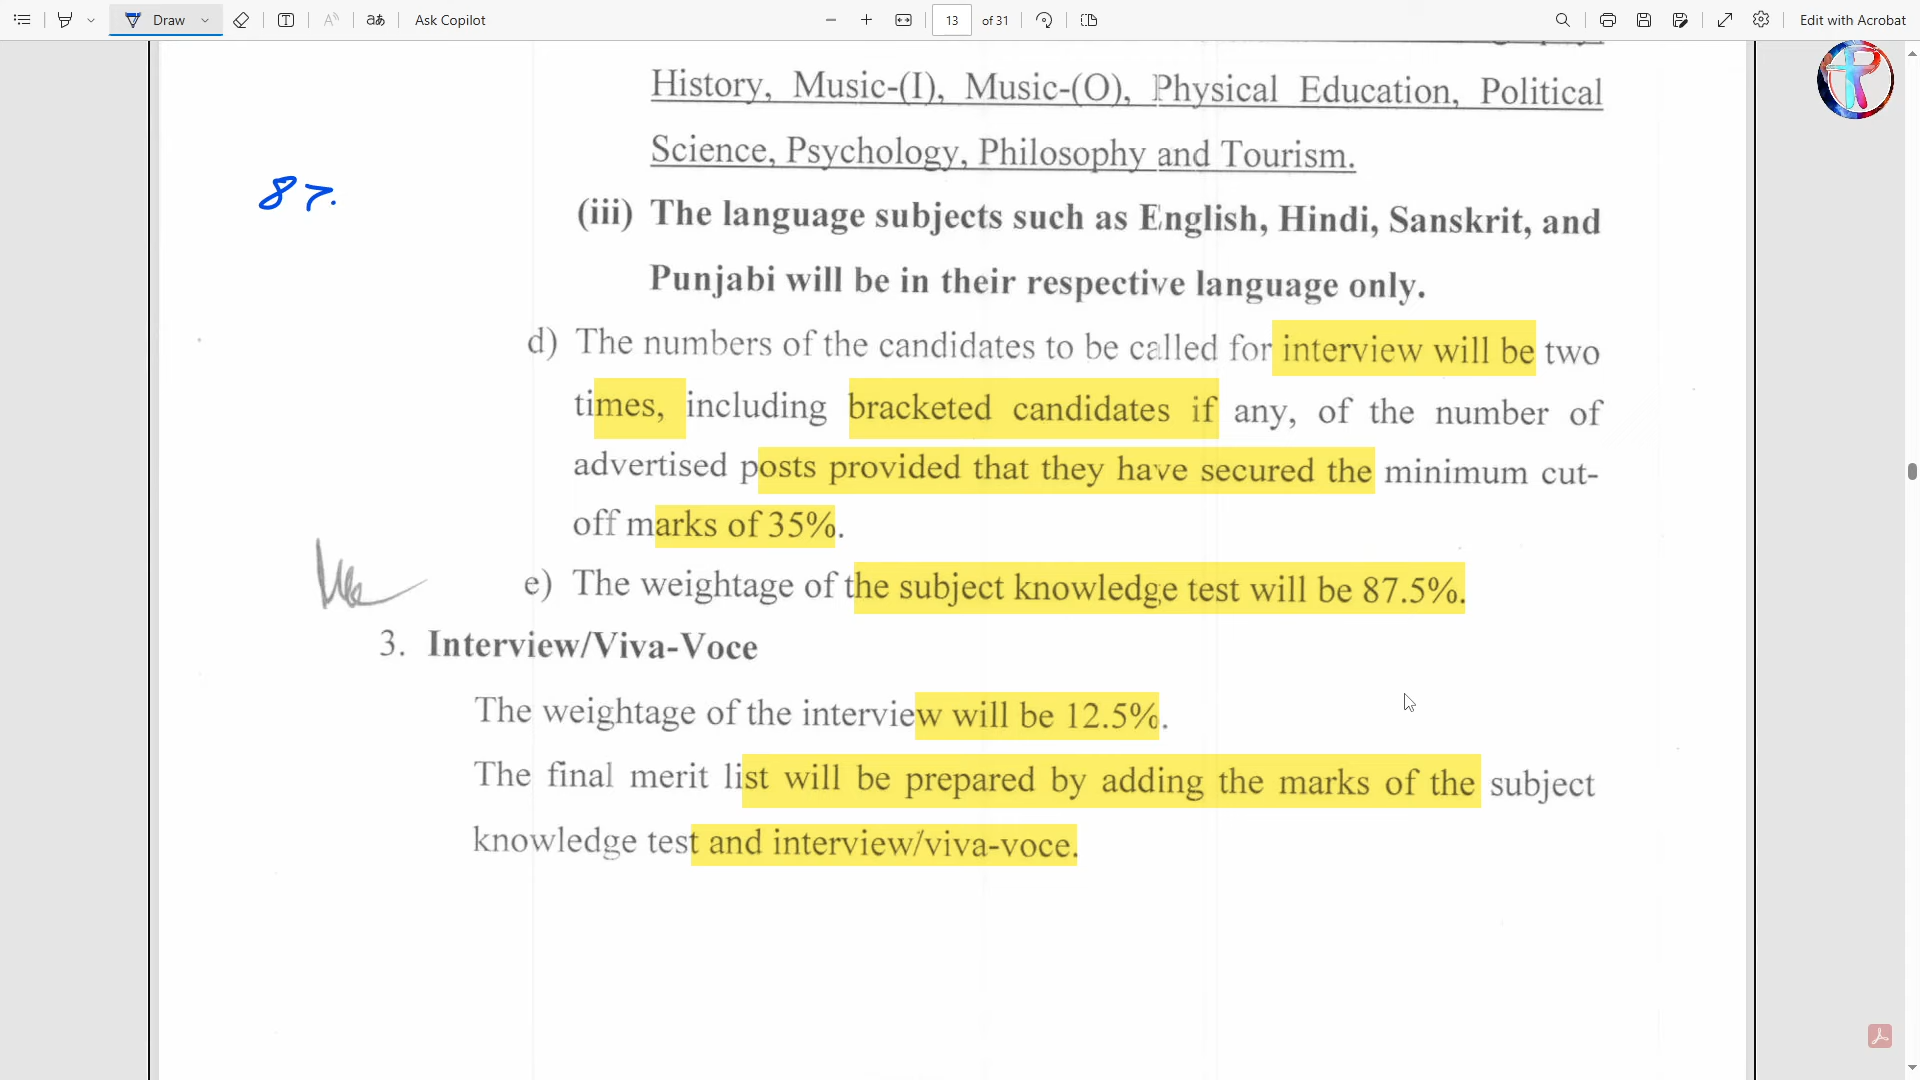 Draw
Ask Copilot
13 of 31
Edit with Acrobat
History, Music-(I), Music-(O), Physical Education, Political
Science, Psychology, Philosophy and Tourism.
87.
(iii) The language subjects such as English, Hindi, Sanskrit, and
Punjabi will be in their respective language only.
d) The numbers of the candidates to be called for interview will be two
times, including bracketed candidates if any, of the number of
advertised posts provided that they have secured the minimum cut-
off marks of 35%.
e) The weightage of the subject knowledge test will be 87.5%.
3. Interview/Viva-Voce
The weightage of the interview will be 12.5%.
The final merit list will be prepared by adding the marks of the subject
knowledge test and interview/viva-voce.